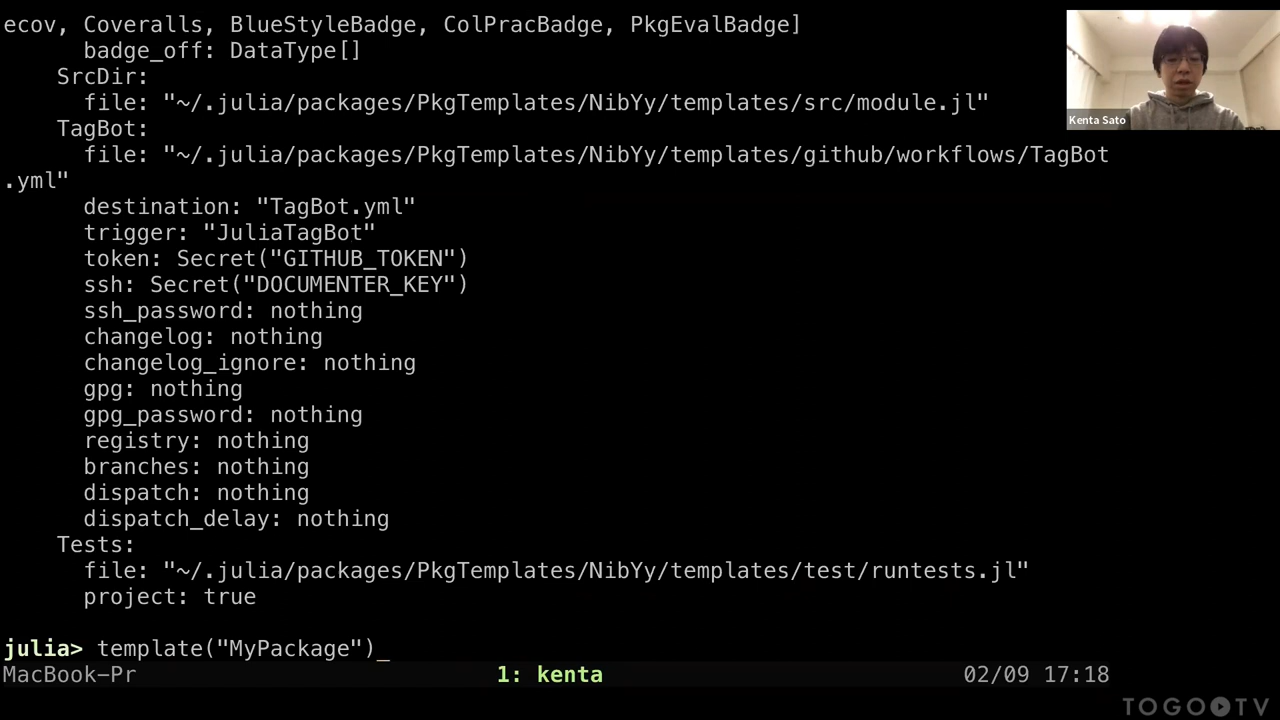 ecov, Coveralls, BlueStyleBadge, ColPracBadge, PkgEvalBadge]
badge_off: DataType[]
SrcDir:
file: "~/.julia/packages/PkgTemplates/NibYy/templates/src/module.jl"
TagBot:
file: "~/.julia/packages/PkgTemplates/NibYy/templates/github/workflows/TagBot
.yml"
destination: "TagBot.yml"
trigger: "JuliaTagBot"
token: Secret("GITHUB_TOKEN")
ssh: Secret("DOCUMENTER_KEY")
ssh_password: nothing
changelog: nothing
changelog_ignore: nothing
gpg: nothing
gpg_password: nothing
registry: nothing
branches: nothing
dispatch: nothing
dispatch_delay: nothing
Tests:
file: "~/.julia/packages/PkgTemplates/NibYy/templates/test/runtests.jl"
project: true
julia> template("MyPackage")_
MacBook-Pr 1: kenta 02/09 17:18
Kenta Sato
TOGO TV